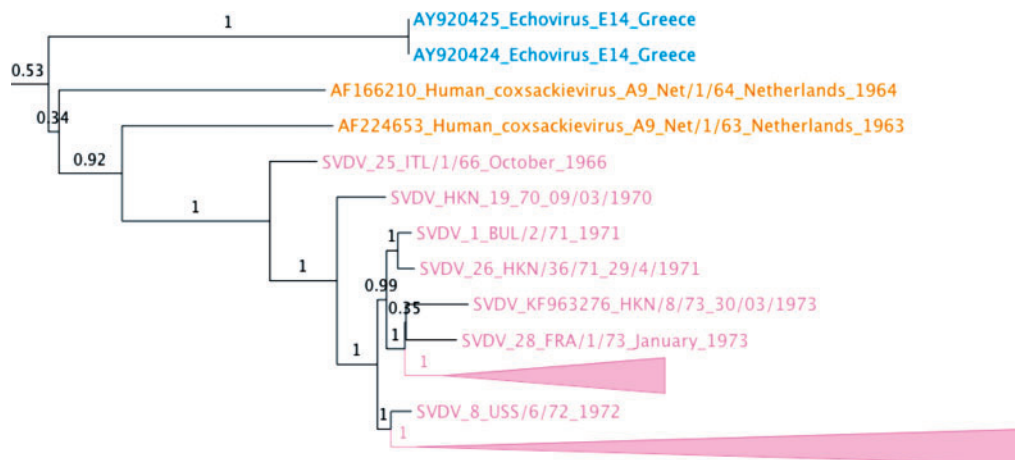 1
AY920425_Echovirus_E14_Greece
AY920424_Echovirus_E14_Greece
0.53
AF166210_Human_coxsackievirus_A9_Net/1/64_Netherlands_1964
0.34
AF224653_Human_coxsackievirus_A9_Net/1/63_Netherlands_1963
0.92
SVDV_25_ITL/1/66_October_1966
SVDV_HKN_19_70_09/03/1970
1
SVDV_1_BUL/2/71_1971
1
SVDV_26_HKN/36/71_29/4/1971
1
0.99
SVDV_KF963276_HKN/8/73_30/03/1973
0.35
SVDV_28_FRA/1/73_January_1973
1
1
1
SVDV_8_USS/6/72_1972
1
1